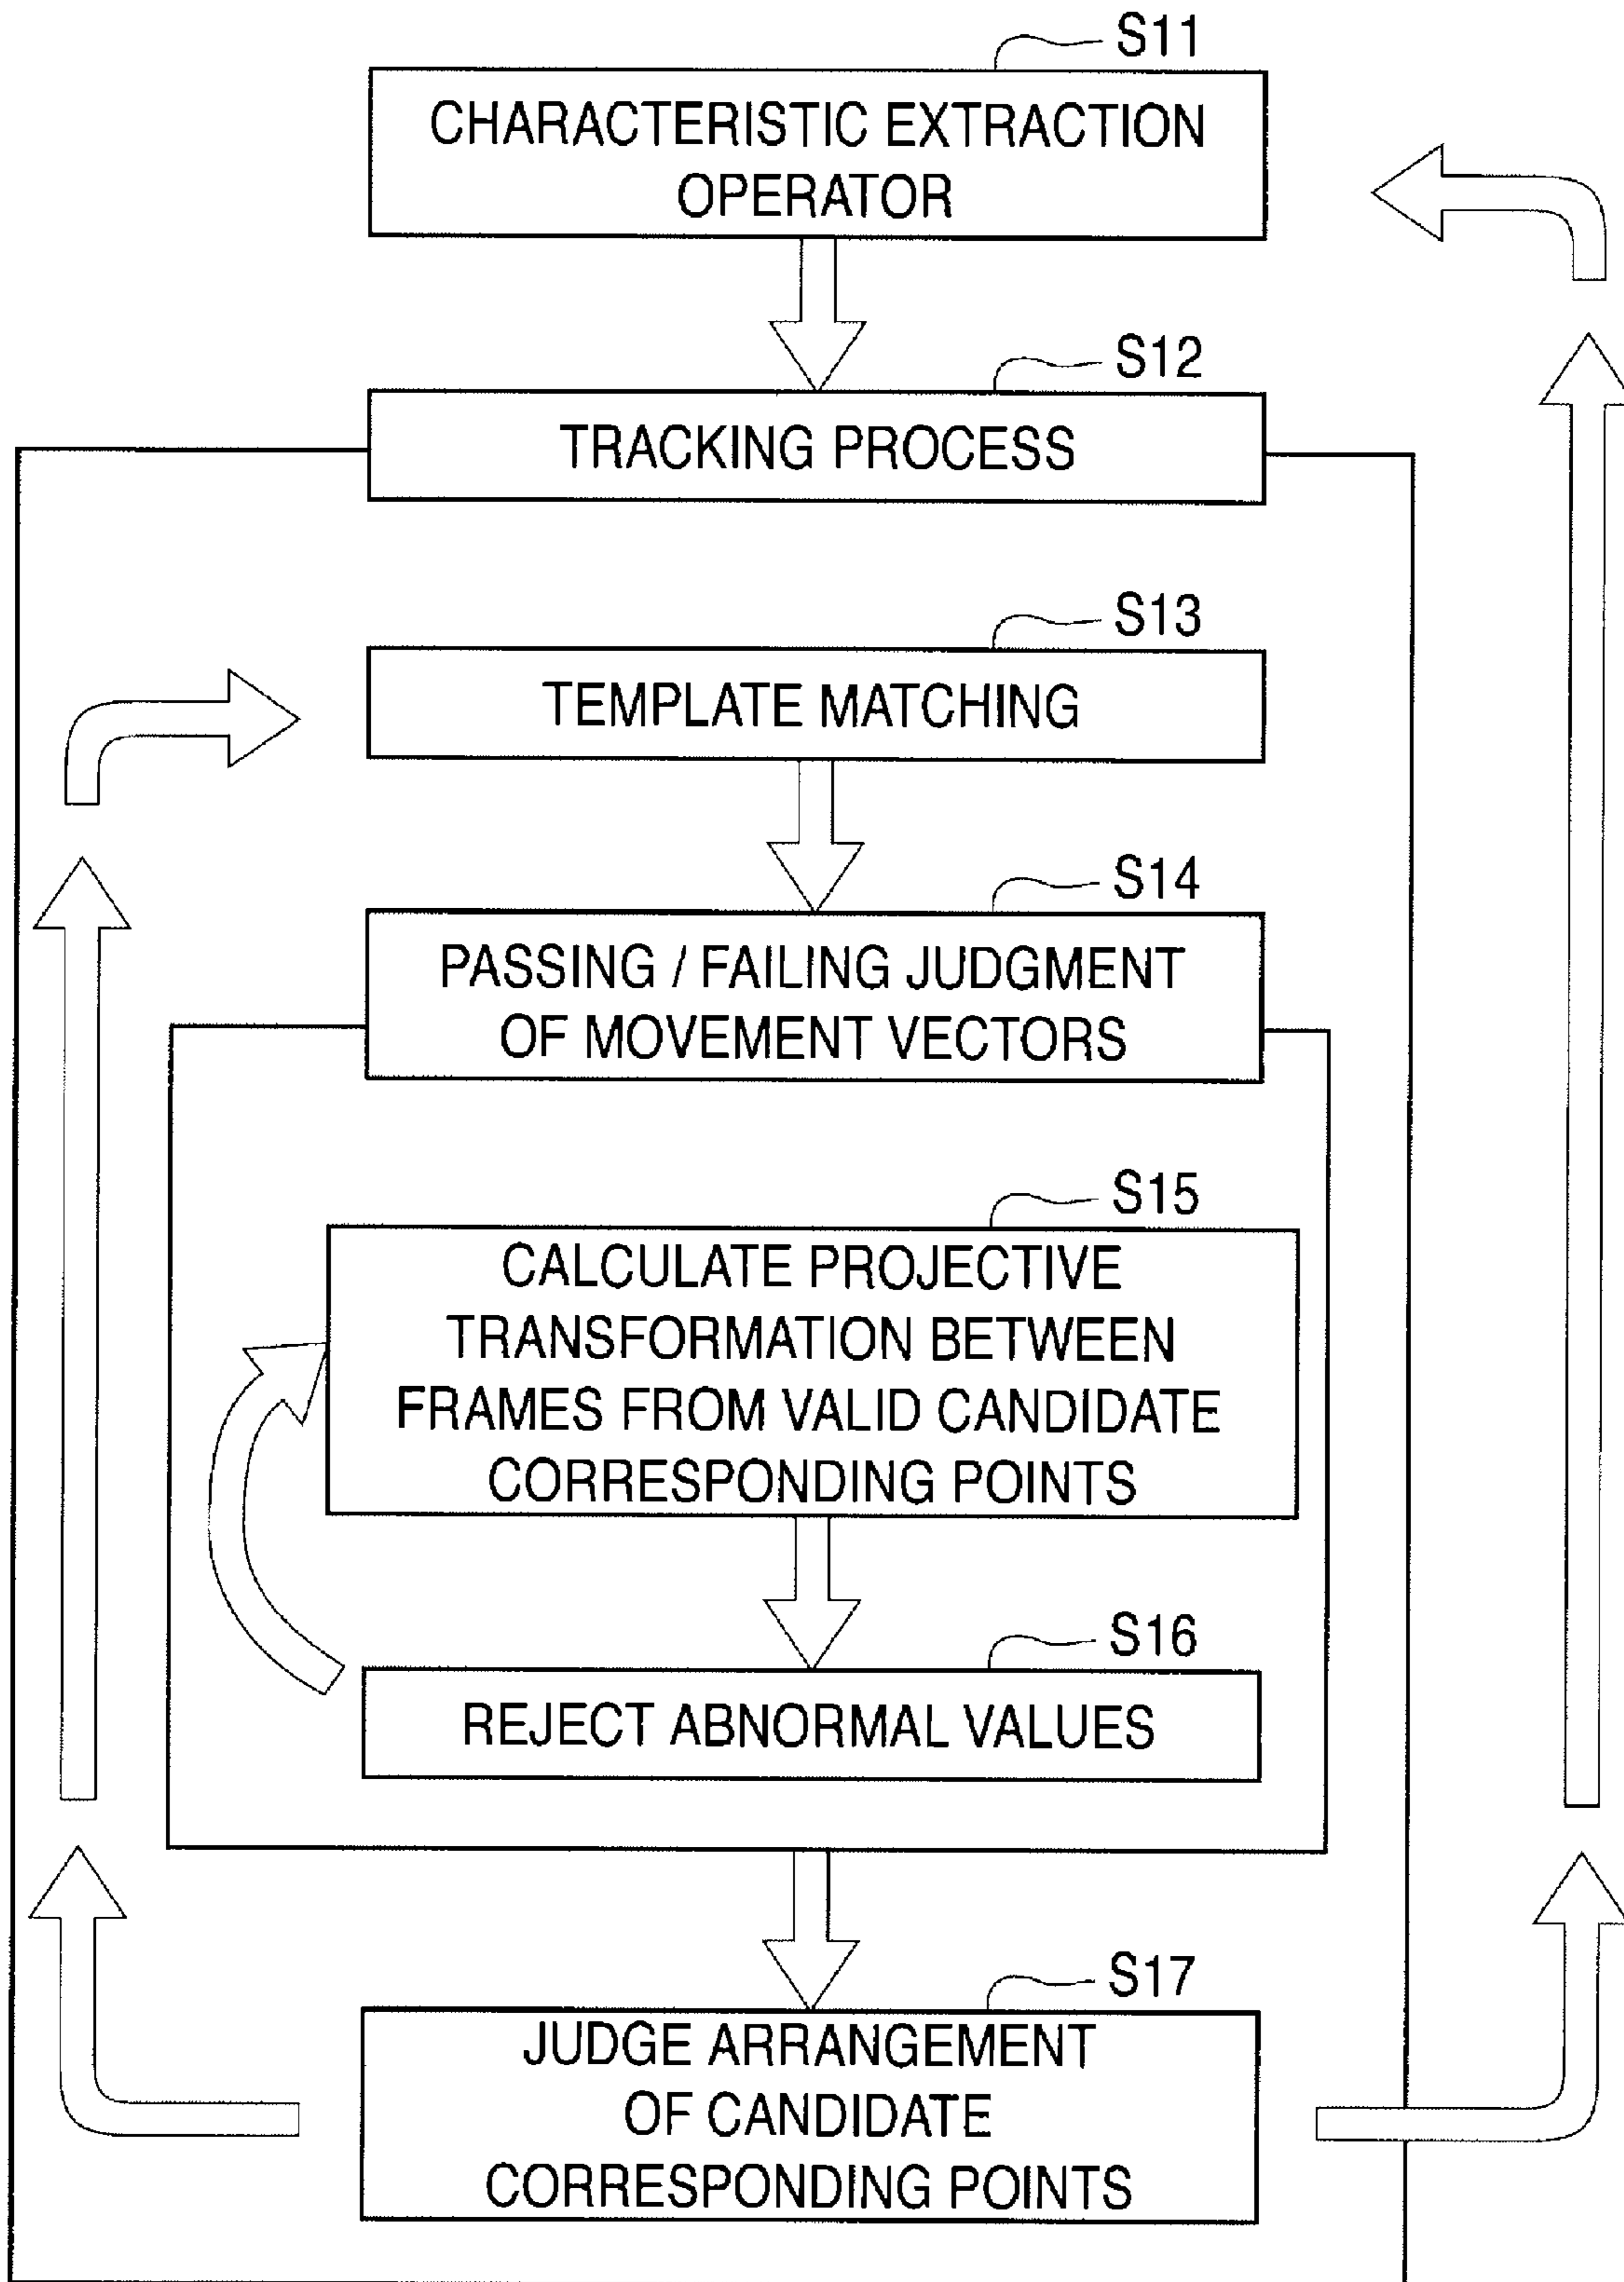 S11
CHARACTERISTIC EXTRACTION
OPERATOR
S12
TRACKING PROCESS
S13
TEMPLATE MATCHING
S14
PASSING / FAILING JUDGMENT
OF MOVEMENT VECTORS
S15
CALCULATE PROJECTIVE
TRANSFORMATION BETWEEN
FRAMES FROM VALID CANDIDATE
CORRESPONDING POINTS
S16
REJECT ABNORMAL VALUES
S17
JUDGE ARRANGEMENT
OF CANDIDATE
CORRESPONDING POINTS